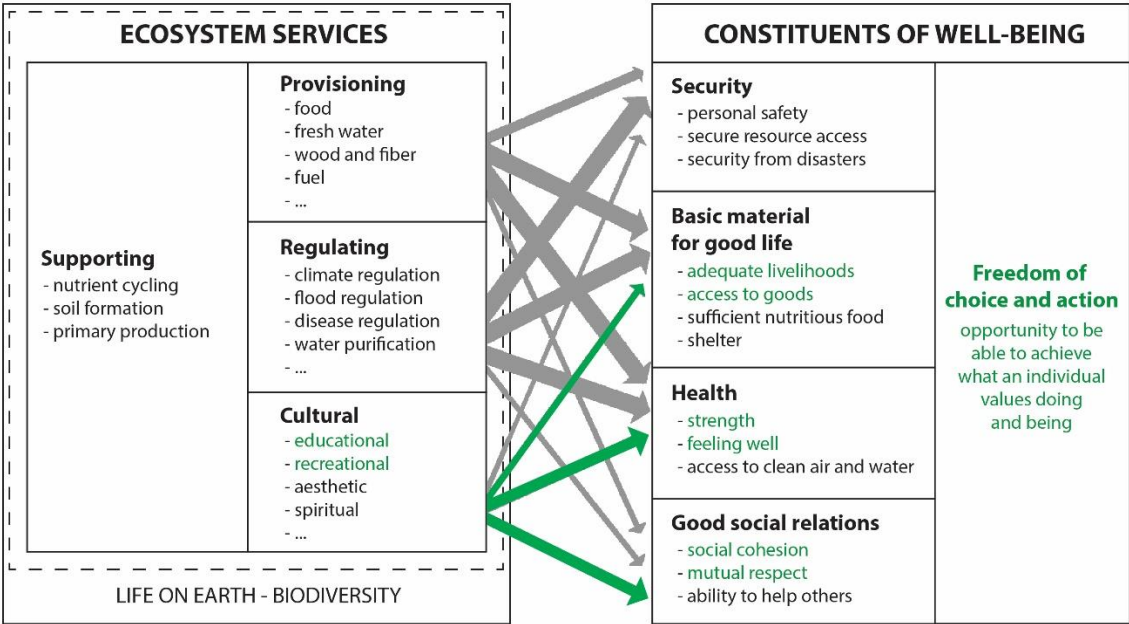 ECOSYSTEM SERVICES
Supporting
- nutrient cycling
- soil formation
- primary production
Provisioning
- food
- fresh water
- wood and fiber
- fuel
- ...
Regulating
- climate regulation
- flood regulation
- disease regulation
- water purification
- ...
Cultural
- educational
- recreational
- aesthetic
- spiritual
- ...
LIFE ON EARTH - BIODIVERSITY
CONSTITUENTS OF WELL-BEING
Security
- personal safety
- secure resource access
- security from disasters
Basic material
for good life
- adequate livelihoods
- access to goods
- sufficient nutritious food
- shelter
Health
- strength
- feeling well
- access to clean air and water
Good social relations
- social cohesion
- mutual respect
- ability to help others
Freedom of
choice and action
opportunity to be
able to achieve
what an individual
values doing
and being